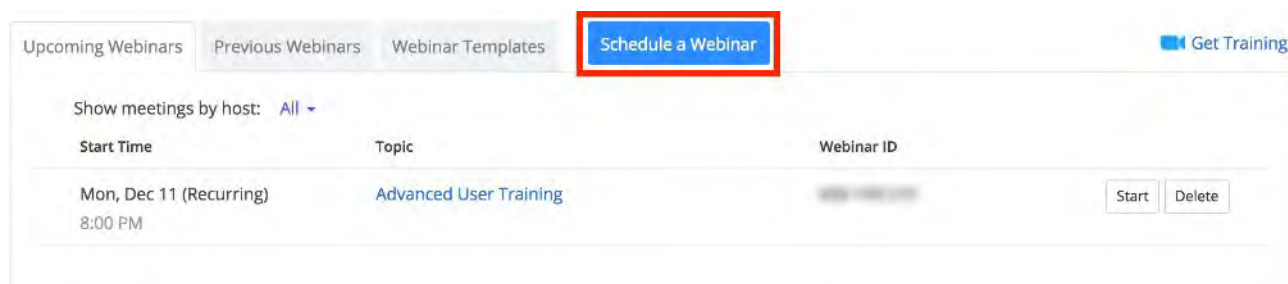 Upcoming Webinars Previous Webinars Webinar Templates Schedule a Webinar Get Training
Show meetings by host: All
Start Time Topic Webinar ID
Mon, Dec 11 (Recurring) Advanced User Training Start Delete
8:00 PM